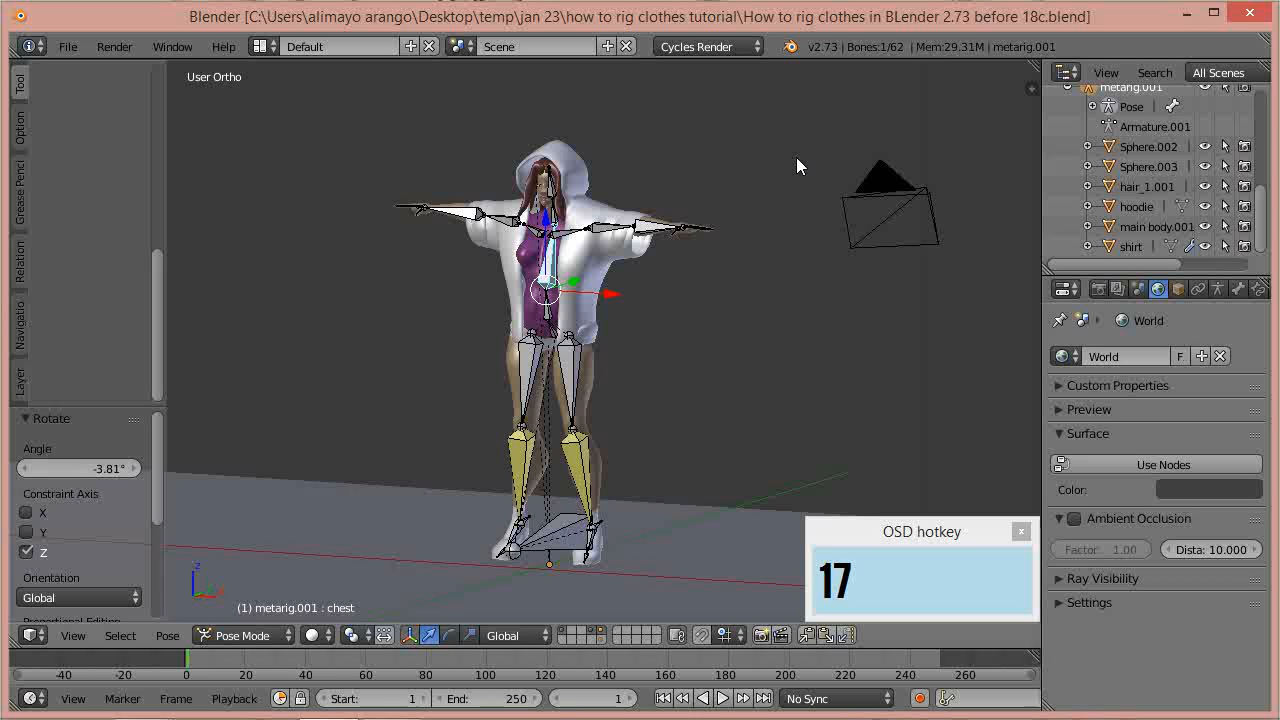 Blender [C:\Users\alimayo arango\Desktop\temp\jan 23\how to rig clothes tutorial\How to rig clothes in BLender 2.73 before 18c.blend]
File Render Window Help Default Scene Cycles Render v2.73 | Bones:1/62 | Mem:29.31M | metarig.001
User Ortho
Tool
Option
Grease Pencil
Relation
Navigatio
Layer
Rotate
Angle
-3.81°
Constraint Axis
X
Y
Z
Orientation
Global
z
(1) metarig.001 : chest
OSD hotkey
17
View Search All Scenes
metarig.001
Pose
Armature.001
Sphere.002
Sphere.003
hair_1.001
hoodie
main body.001
shirt
World
World F
Custom Properties
Preview
Surface
Use Nodes
Color:
Ambient Occlusion
Factor: 1.00 Dista: 10.000
Ray Visibility
Settings
View Select Pose Pose Mode Global
-40 -20 0 20 40 60 80 100 120 140 160 180 200 220 240 260
View Marker Frame Playback Start: 1 End: 250 1 No Sync